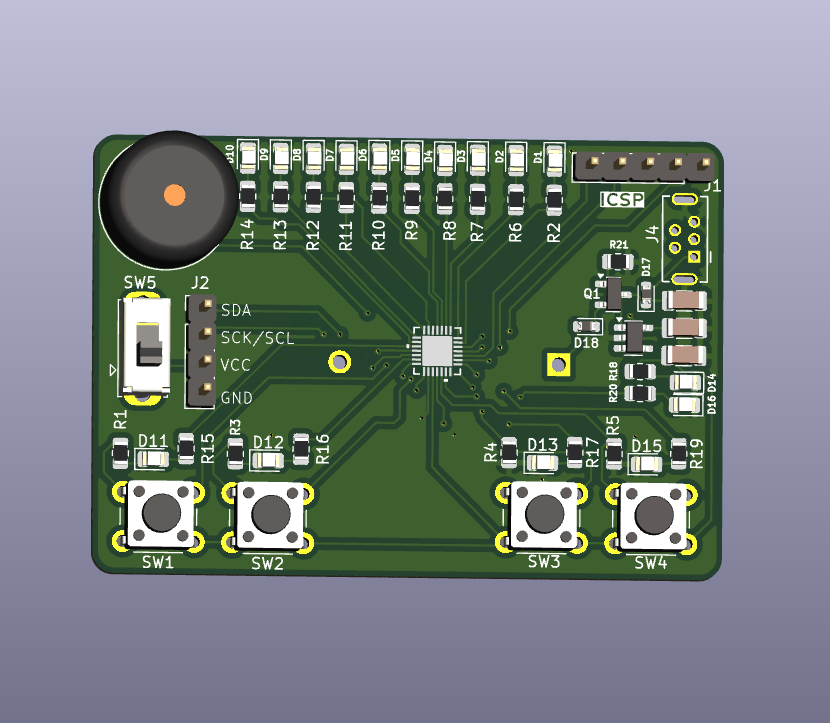 D10
D9
D8
D7
D6
D5
D4
D3
D2
D1
R14
R13
R12
R11
R10
R9
R8
R7
R6
R2
J1
ICSP
J4
R21
D17
Q1
D18
SW5
J2
SDA
SCK/SCL
VCC
GND
R18
R20
D14
D16
R1
D11
R15
R3
D12
R16
R4
D13
R17
R5
D15
R19
SW1
SW2
SW3
SW4